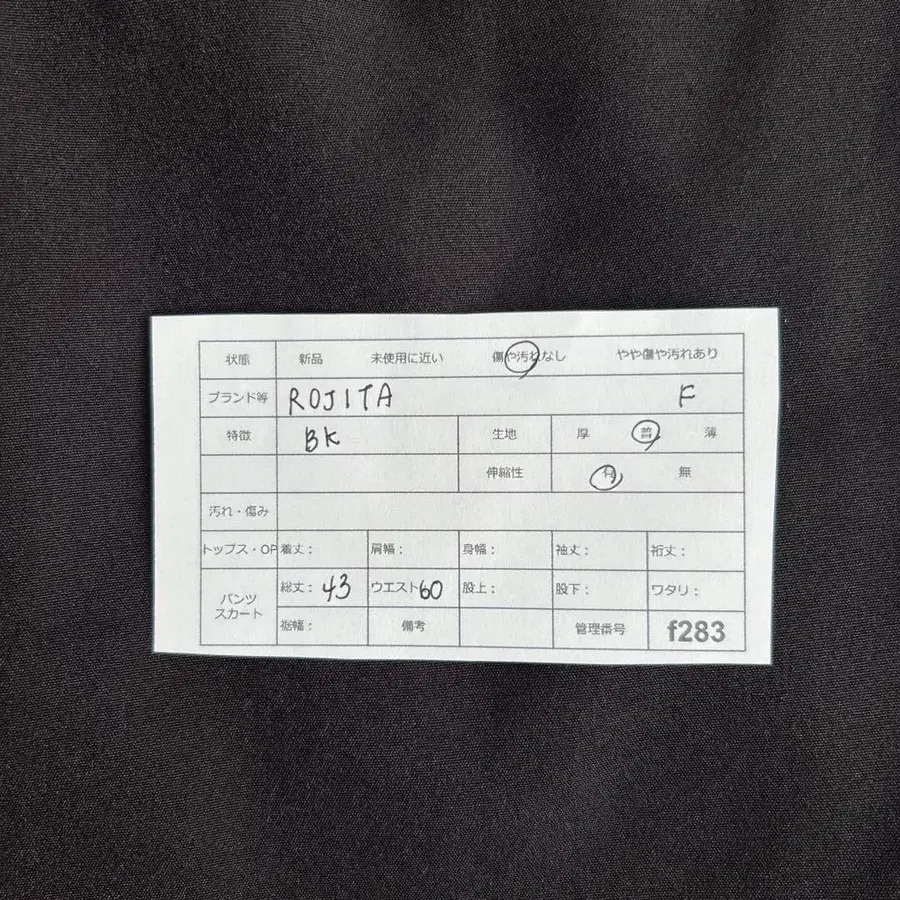 状態 新品 未使用に近い 傷や汚れなし やや傷や汚れあり
ブランド等 ROJITA F
特徴 BK 生地 厚 普 薄
伸縮性 有 無
汚れ・傷み
トップス・OP 着丈: 肩幅: 身幅: 袖丈: 裄丈:
パンツ スカート 総丈: 43 ウエスト 60 股上: 股下: ワタリ:
裾幅: 備考 管理番号 f283